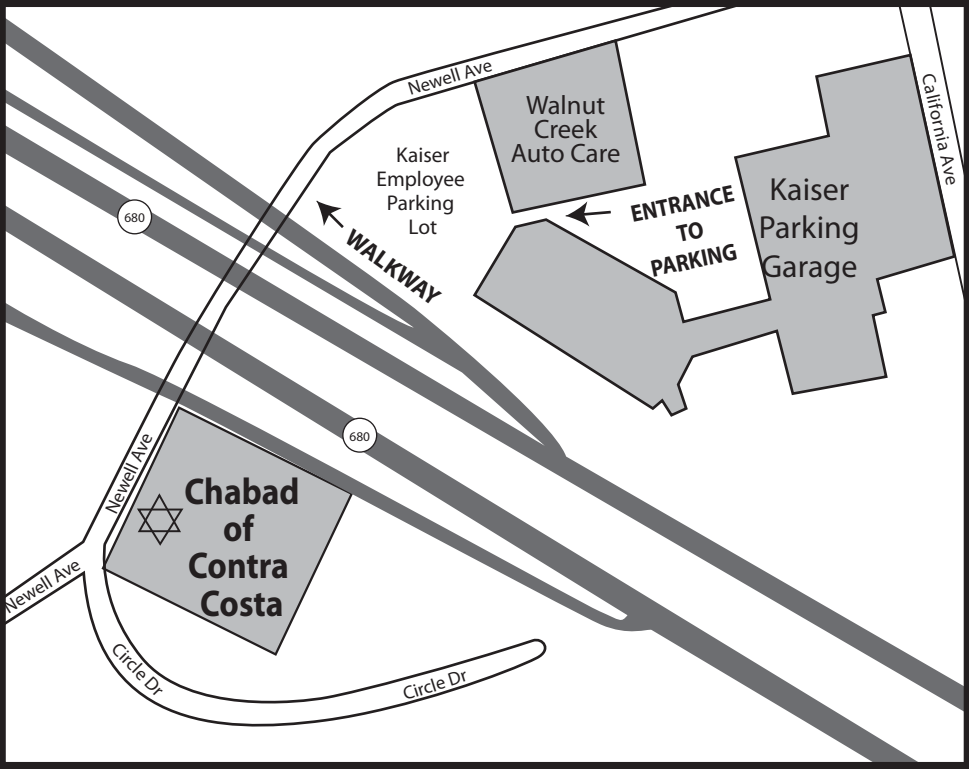 Newell Ave
California Ave
Walnut
Creek
Auto Care
Kaiser
Employee
Parking
Lot
Kaiser
Parking
Garage
ENTRANCE
TO
PARKING
680
WALKWAY
680
Newell Ave
Chabad
of
Contra
Costa
Newell Ave
Circle Dr
Circle Dr